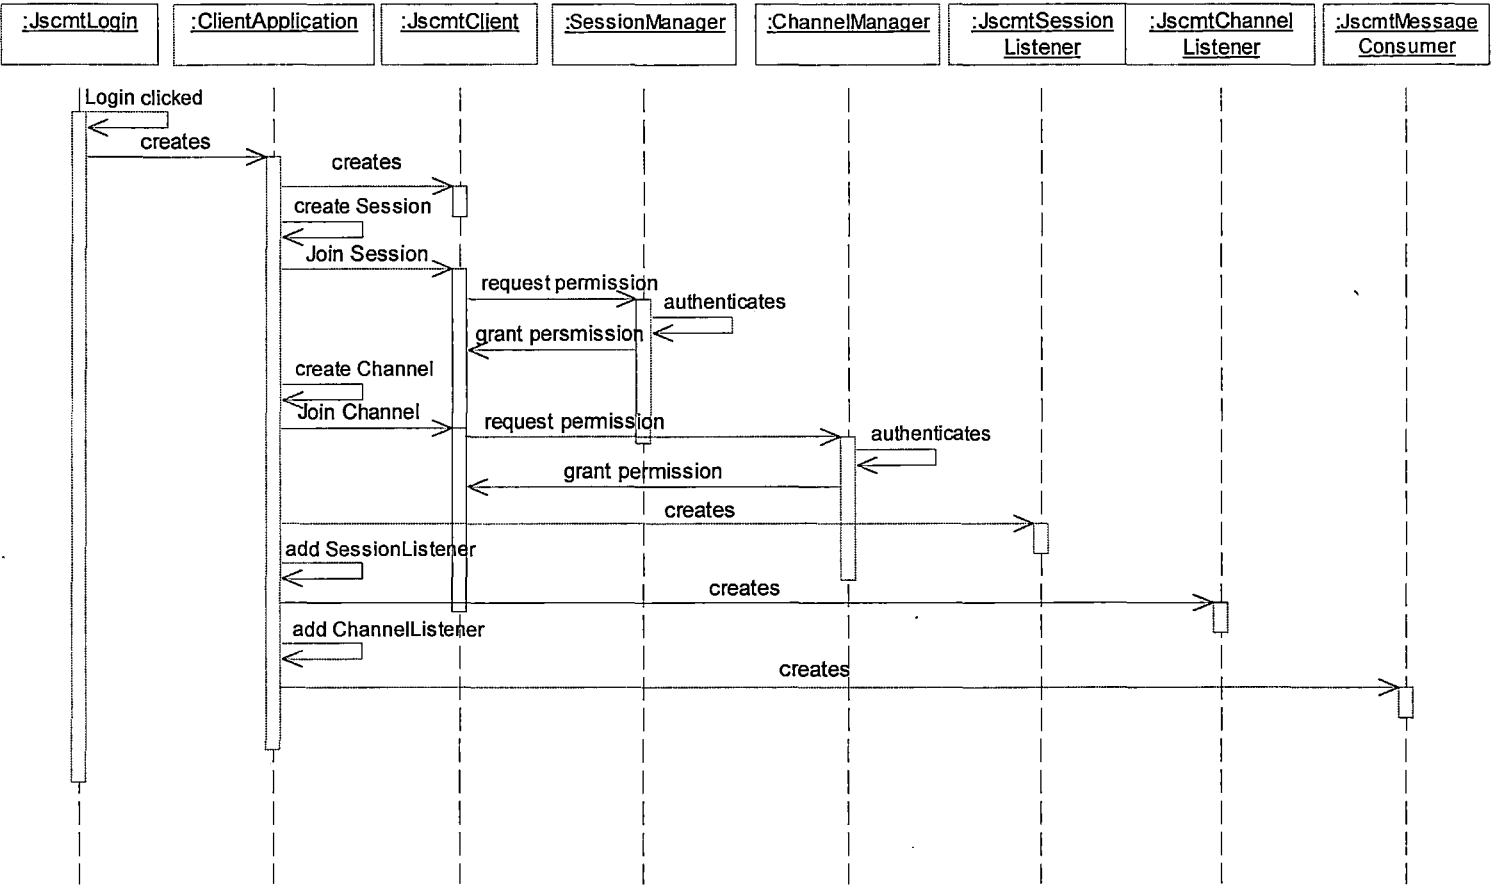 :JscmtLogin
:ClientApplication
:JscmtClient
:SessionManager
:ChannelManager
:JscmtSession
Listener
:JscmtChannel
Listener
:JscmtMessage
Consumer
Login clicked
creates
creates
create Session
Join Session
request permission
authenticates
grant persmission
create Channel
Join Channel
request permission
authenticates
grant permission
creates
add SessionListener
creates
add ChannelListener
creates